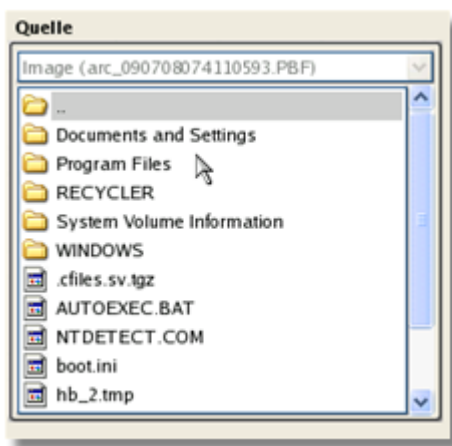 Quelle
Image (arc_090708074110593.PBF)
..
Documents and Settings
Program Files
RECYCLER
System Volume Information
WINDOWS
.cfiles.sv.tgz
AUTOEXEC.BAT
NTDETECT.COM
boot.ini
hb_2.tmp